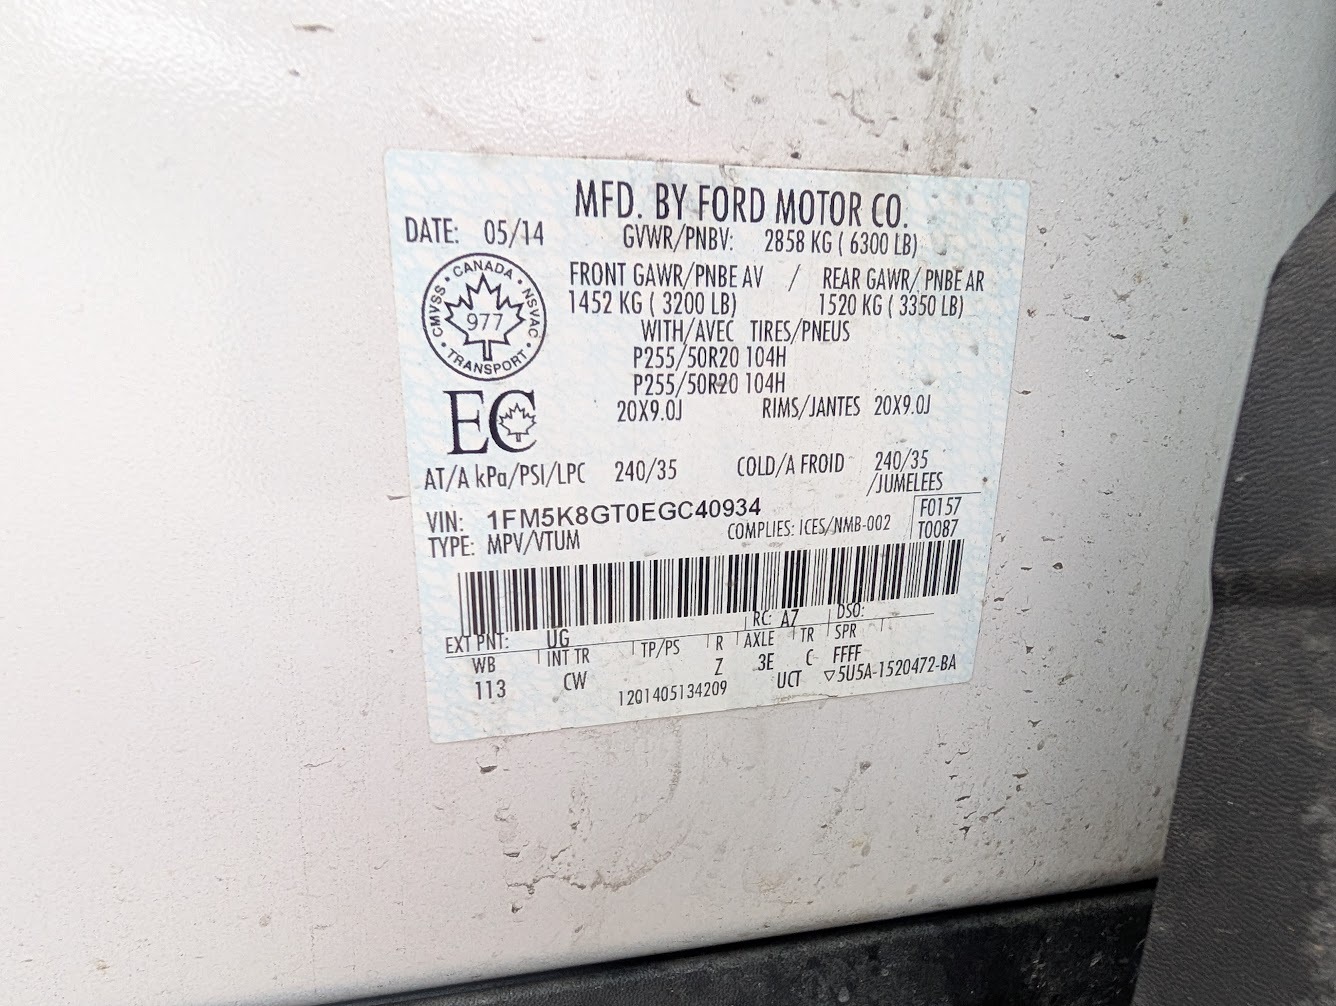 MFD. BY FORD MOTOR CO.
DATE: 05/14 GVWR/PNBV: 2858 KG ( 6300 LB)
FRONT GAWR/PNBE AV / REAR GAWR/ PNBE AR
1452 KG ( 3200 LB) 1520 KG ( 3350 LB)
WITH/AVEC TIRES/PNEUS
P255/50R20 104H
P255/50R20 104H
20X9.0J RIMS/JANTES 20X9.0J
CANADA
CMVSS 977 NSVAC
TRANSPORT
EC
AT/A kPa/PSI/LPC 240/35 COLD/A FROID 240/35
/JUMELEES
VIN: 1FM5K8GT0EGC40934 F0157
TYPE: MPV/VTUM COMPLIES: ICES/NMB-002 T0087
EXT PNT: UG RC: A7 DSO:
WB INT TR TP/PS R AXLE TR SPR
113 CW Z 3E C FFFF
1201405134209 UCT ▽5U5A-1520472-BA